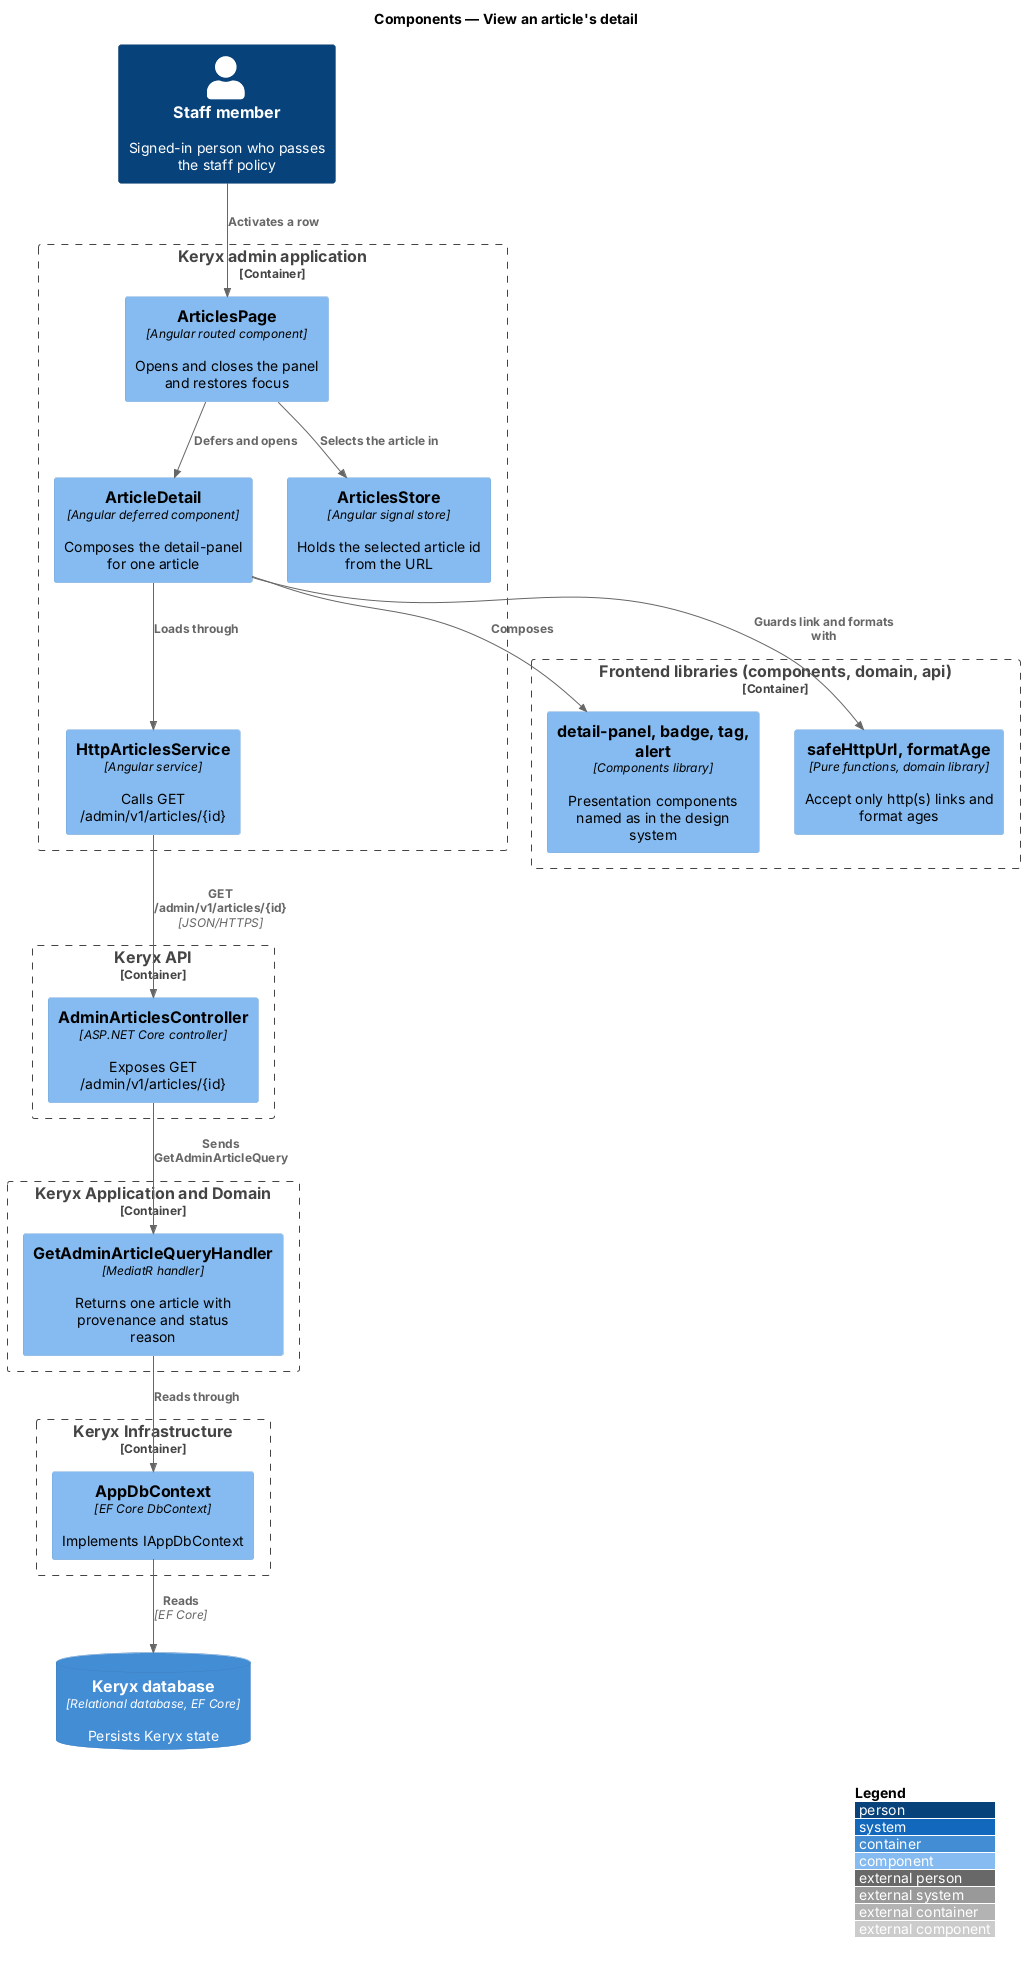 Components — View an article's detail
Staff member
Signed-in person who passes
the staff policy
Activates a row
Keryx admin application
[Container]
ArticlesPage
[Angular routed component]
Opens and closes the panel
and restores focus
Defers and opens
Selects the article in
ArticleDetail
[Angular deferred component]
Composes the detail-panel
for one article
ArticlesStore
[Angular signal store]
Holds the selected article id
from the URL
Loads through
Composes
Guards link and formats
with
Frontend libraries (components, domain, api)
[Container]
HttpArticlesService
[Angular service]
Calls GET
/admin/v1/articles/{id}
detail-panel, badge, tag,
alert
[Components library]
Presentation components
named as in the design
system
safeHttpUrl, formatAge
[Pure functions, domain library]
Accept only http(s) links and
format ages
GET
/admin/v1/articles/{id}
[JSON/HTTPS]
Keryx API
[Container]
AdminArticlesController
[ASP.NET Core controller]
Exposes GET
/admin/v1/articles/{id}
Sends
GetAdminArticleQuery
Keryx Application and Domain
[Container]
GetAdminArticleQueryHandler
[MediatR handler]
Returns one article with
provenance and status
reason
Reads through
Keryx Infrastructure
[Container]
AppDbContext
[EF Core DbContext]
Implements IAppDbContext
Reads
[EF Core]
Keryx database
[Relational database, EF Core]
Persists Keryx state
Legend
person
system
container
component
external person
external system
external container
external component